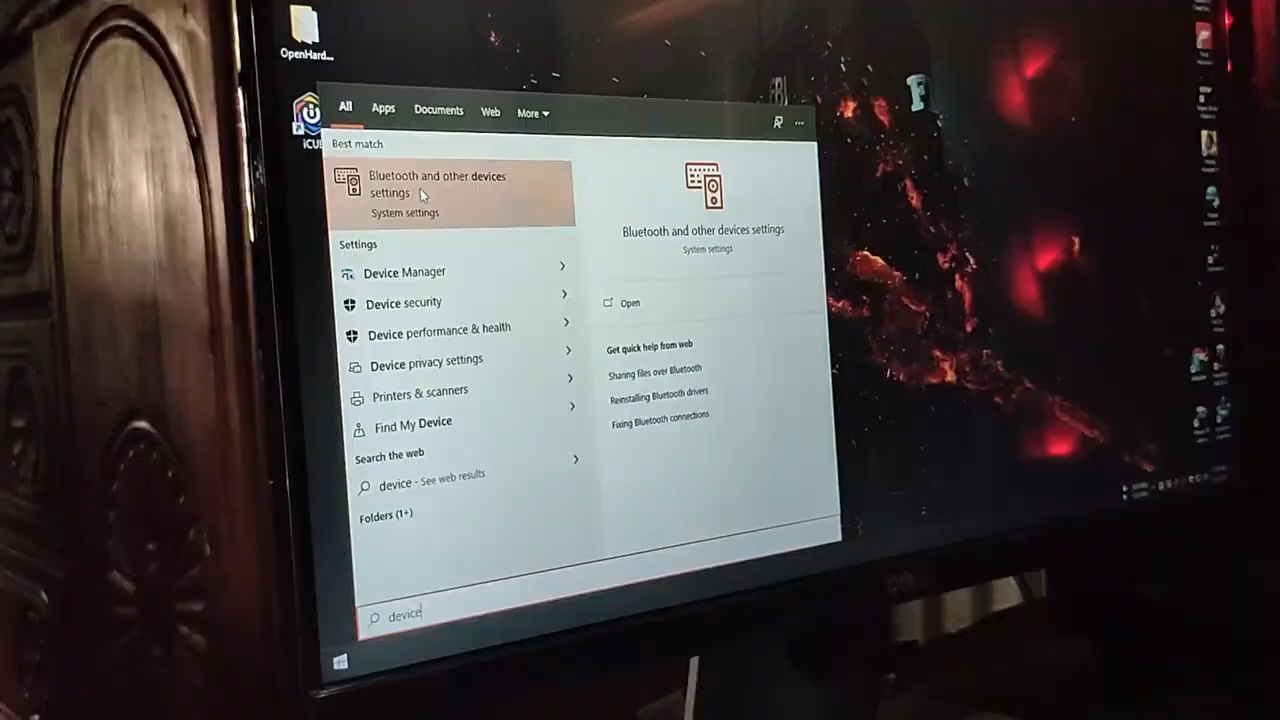 OpenHard...
iCU
All
Apps
Documents
Web
More
Best match
Bluetooth and other devices
settings
System settings
Settings
Device Manager
Device security
Device performance & health
Device privacy settings
Printers & scanners
Find My Device
Search the web
device - See web results
Folders (1+)
device
Bluetooth and other devices settings
System settings
Open
Get quick help from web
Sharing files over Bluetooth
Reinstalling Bluetooth drivers
Fixing Bluetooth connections